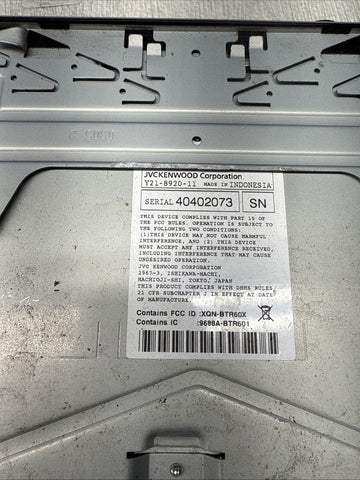 JVCKENWOOD Corporation
Y21-8920-11 MADE IN INDONESIA
SERIAL 40402073 SN
THIS DEVICE COMPLIES WITH PART 15 OF
THE FCC RULES. OPERATION IS SUBJECT TO
THE FOLLOWING TWO CONDITIONS:
(1)THIS DEVICE MAY NOT CAUSE HARMFUL
INTERFERENCE, AND (2) THIS DEVICE
MUST ACCEPT ANY INTERFERENCE RECEIVED,
INCLUDING INTERFERENCE THAT MAY CAUSE
UNDESIRED OPERATION.
JVC KENWOOD CORPORATION
2967-3, ISHIKAWA-MACHI,
HACHIOJI-SHI, TOKYO, JAPAN
THIS PRODUCT COMPLIES WITH DHHS RULES
21 CFR SUBCHAPTER J IN EFFECT AT DATE
OF MANUFACTURE.
Contains FCC ID :XQN-BTR60X
Contains IC :9688A-BTR601